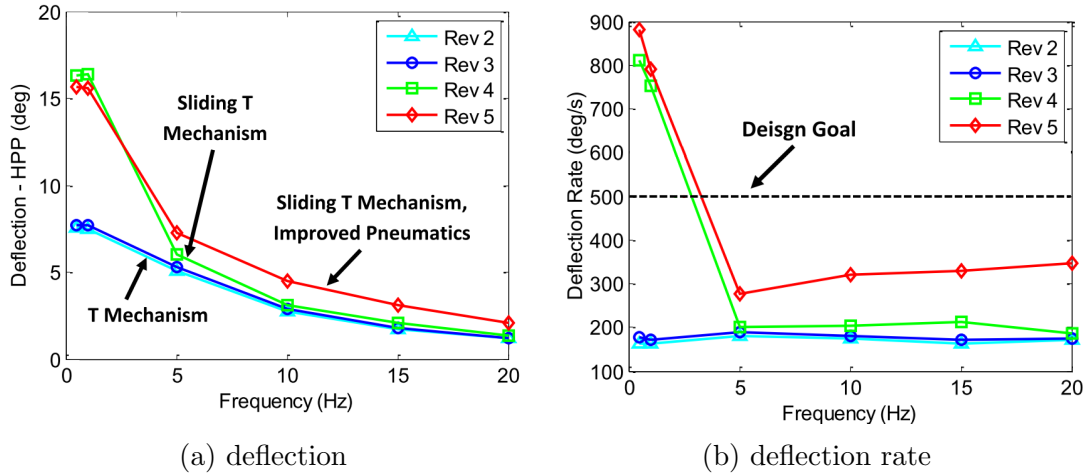 20
15
10
5
0
Deflection - HPP (deg)
Rev 2
Rev 3
Rev 4
Rev 5
Sliding T
Mechanism
Sliding T Mechanism,
Improved Pneumatics
T Mechanism
0 5 10 15 20
Frequency (Hz)
(a) deflection
900
800
700
600
500
400
300
200
100
Deflection Rate (deg/s)
Rev 2
Rev 3
Rev 4
Rev 5
Deisgn Goal
0 5 10 15 20
Frequency (Hz)
(b) deflection rate